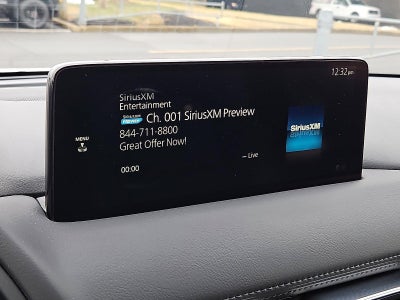 12:32 pm
SiriusXM
Entertainment
Ch. 001 SiriusXM Preview
844-711-8800
Great Offer Now!
SiriusXM
MENU
Live
00:00